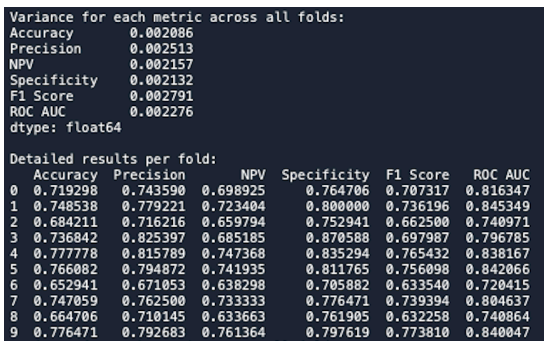 Variance for each metric across all folds:
Accuracy 0.002086
Precision 0.002513
NPV 0.002157
Specificity 0.002132
F1 Score 0.002791
ROC AUC 0.002276
dtype: float64
Detailed results per fold:
Accuracy Precision NPV Specificity F1 Score ROC AUC
0 0.719298 0.743590 0.698925 0.764706 0.707317 0.816347
1 0.748538 0.779221 0.723404 0.800000 0.736196 0.845349
2 0.684211 0.716216 0.659794 0.752941 0.662500 0.740971
3 0.736842 0.825397 0.685185 0.870588 0.697987 0.796785
4 0.777778 0.815789 0.747368 0.835294 0.765432 0.838167
5 0.766082 0.794872 0.741935 0.811765 0.756098 0.842066
6 0.652941 0.671053 0.638298 0.705882 0.633540 0.720415
7 0.747059 0.762500 0.733333 0.776471 0.739394 0.804637
8 0.664706 0.710145 0.633663 0.761905 0.632258 0.740864
9 0.776471 0.792683 0.761364 0.797619 0.773810 0.840047